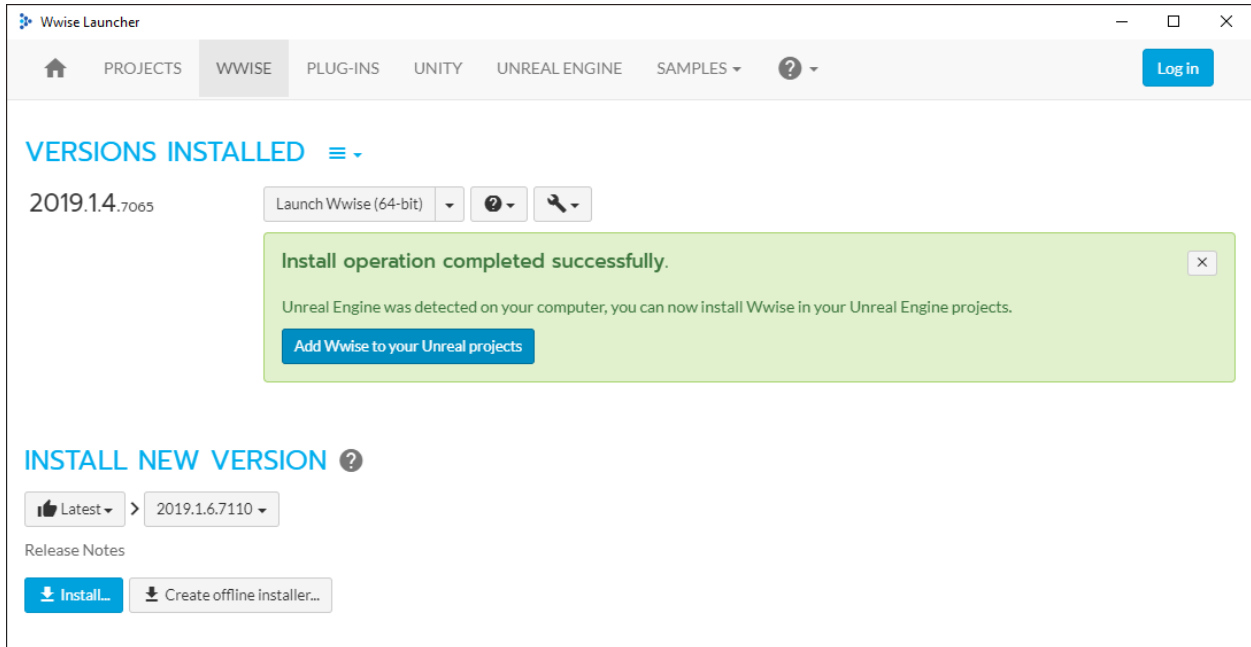 Wwise Launcher
PROJECTS WWISE PLUG-INS UNITY UNREAL ENGINE SAMPLES Log in
VERSIONS INSTALLED
2019.1.4.7065 Launch Wwise (64-bit)
Install operation completed successfully.
Unreal Engine was detected on your computer, you can now install Wwise in your Unreal Engine projects.
Add Wwise to your Unreal projects
INSTALL NEW VERSION
Latest > 2019.1.6.7110
Release Notes
Install... Create offline installer...